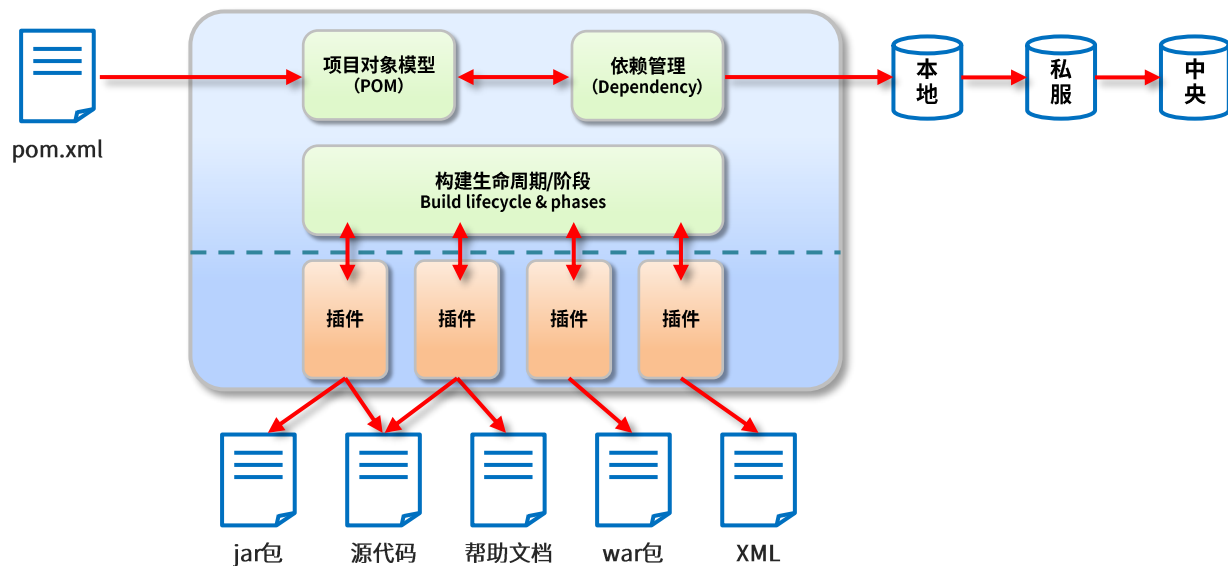 项目对象模型
（POM）
依赖管理
（Dependency）
本
地
私
服
中
央
pom.xml
构建生命周期/阶段
Build lifecycle & phases
插件
插件
插件
插件
jar包
源代码
帮助文档
war包
XML